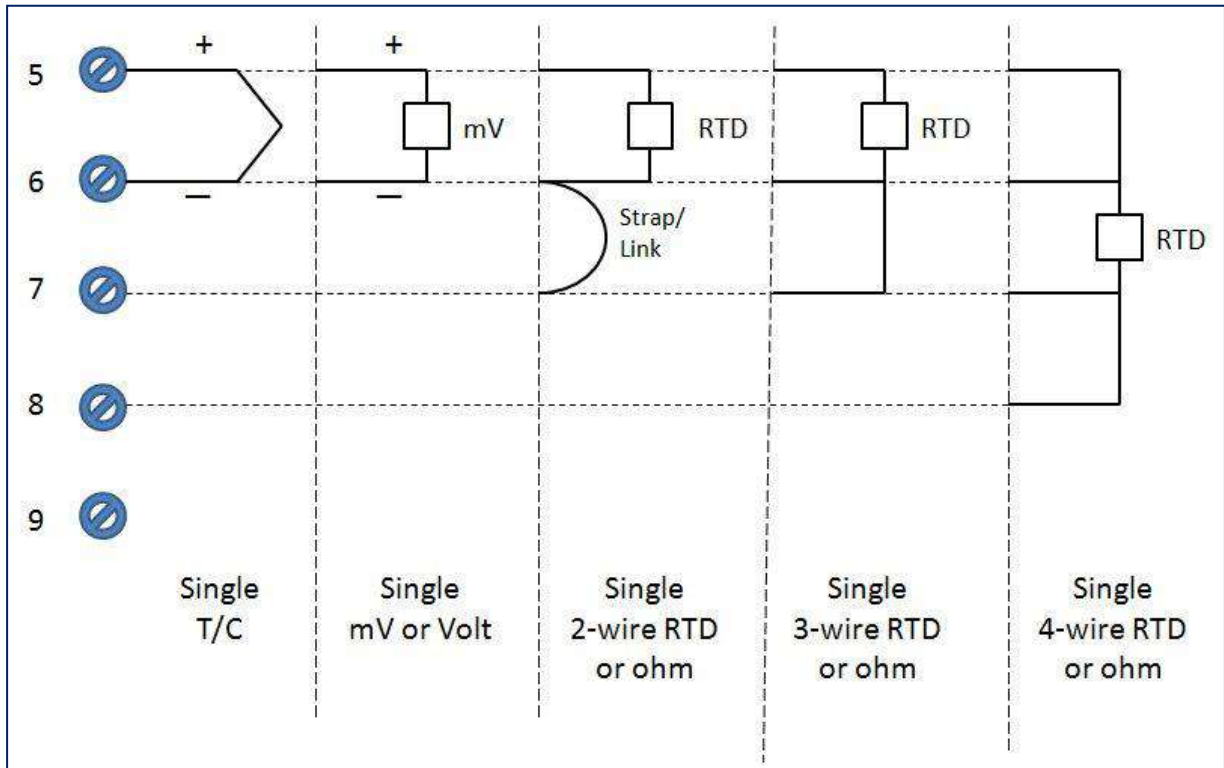 + +
5
mV RTD RTD
6
– –
Strap/
Link
RTD
7
8
9
Single Single Single Single Single
T/C mV or Volt 2-wire RTD 3-wire RTD 4-wire RTD
or ohm or ohm or ohm